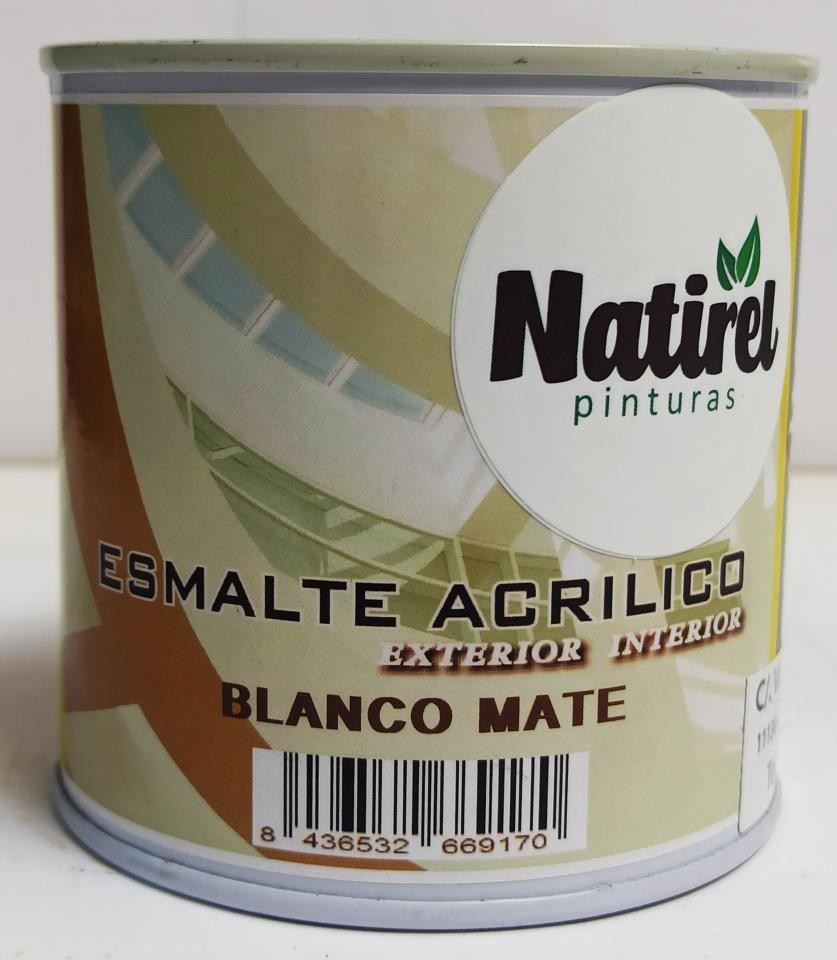 Natirel
pinturas
ESMALTE ACRILICO
EXTERIOR INTERIOR
BLANCO MATE
8 436532 669170
C/.